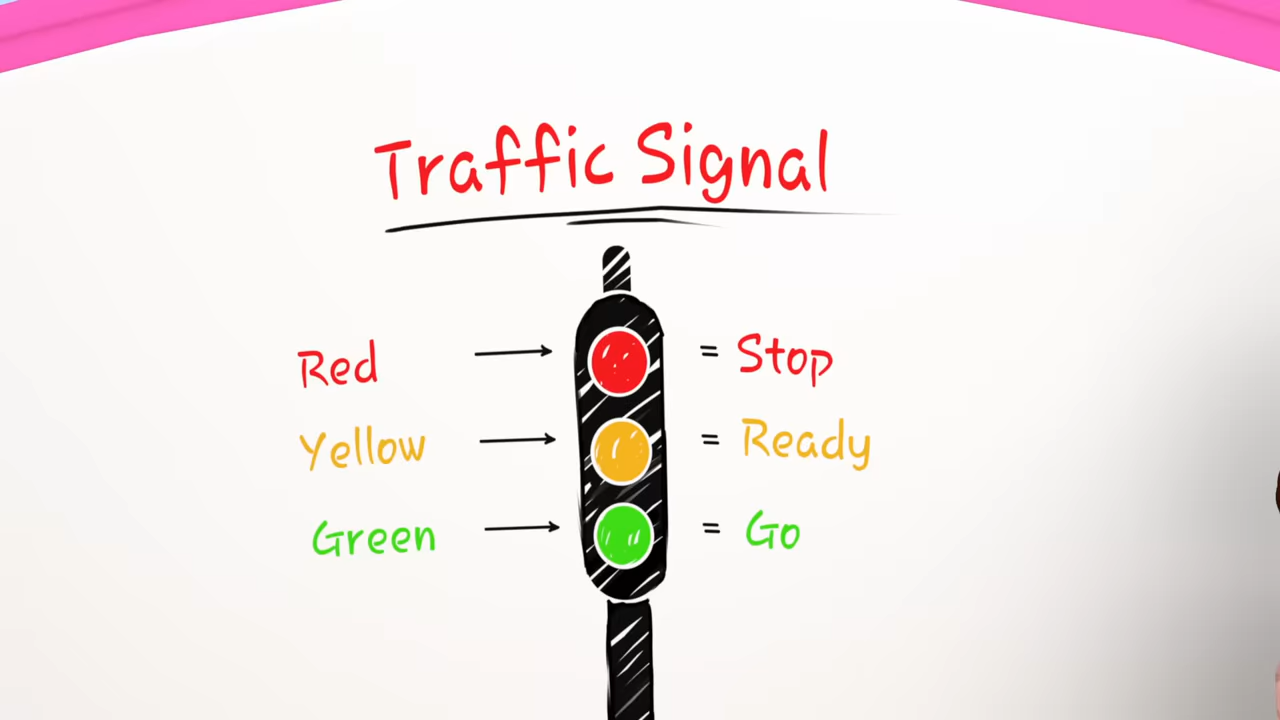 Traffic Signal
Red = Stop
Yellow = Ready
Green = Go